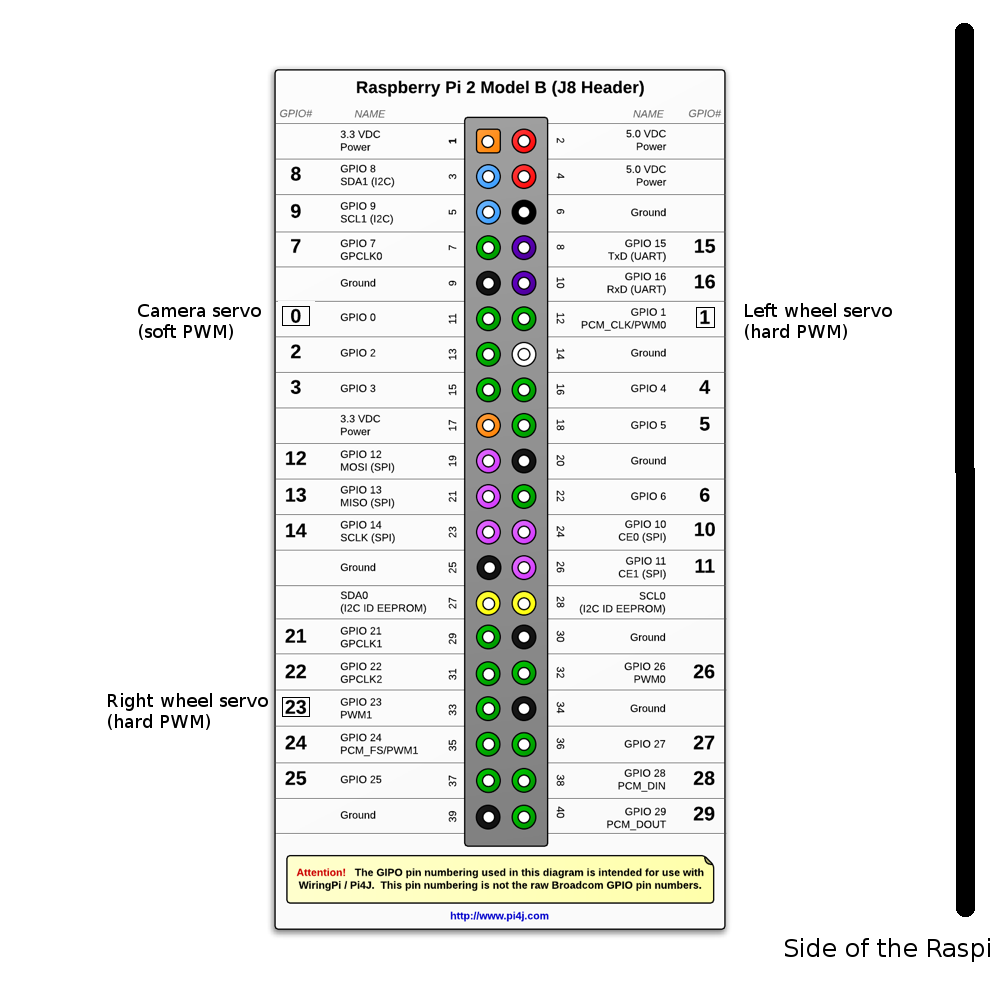 Raspberry Pi 2 Model B (J8 Header)
GPIO# NAME NAME GPIO#
3.3 VDC
Power 1 2 5.0 VDC
Power
8 GPIO 8
SDA1 (I2C) 3 4 5.0 VDC
Power
9 GPIO 9
SCL1 (I2C) 5 6 Ground
7 GPIO 7
GPCLK0 7 8 GPIO 15
TxD (UART) 15
Ground 9 10 GPIO 16
RxD (UART) 16
Camera servo
(soft PWM)
0 GPIO 0 11 12 GPIO 1
PCM_CLK/PWM0 1
Left wheel servo
(hard PWM)
2 GPIO 2 13 14 Ground
3 GPIO 3 15 16 GPIO 4 4
3.3 VDC
Power 17 18 GPIO 5 5
12 GPIO 12
MOSI (SPI) 19 20 Ground
13 GPIO 13
MISO (SPI) 21 22 GPIO 6 6
14 GPIO 14
SCLK (SPI) 23 24 GPIO 10
CE0 (SPI) 10
Ground 25 26 GPIO 11
CE1 (SPI) 11
SDA0
(I2C ID EEPROM) 27 28 SCL0
(I2C ID EEPROM)
21 GPIO 21
GPCLK1 29 30 Ground
22 GPIO 22
GPCLK2 31 32 GPIO 26
PWM0 26
Right wheel servo
(hard PWM)
23 GPIO 23
PWM1 33 34 Ground
24 GPIO 24
PCM_FS/PWM1 35 36 GPIO 27 27
25 GPIO 25 37 38 GPIO 28
PCM_DIN 28
Ground 39 40 GPIO 29
PCM_DOUT 29
Attention! The GIPO pin numbering used in this diagram is intended for use with
WiringPi / Pi4J. This pin numbering is not the raw Broadcom GPIO pin numbers.
http://www.pi4j.com
Side of the Raspi